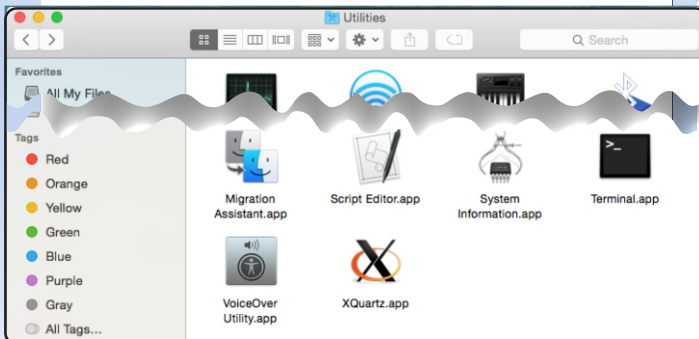 Utilities
Search
Favorites
All My Files
Tags
Red
Orange
Yellow
Green
Blue
Purple
Gray
All Tags...
Migration
Assistant.app
Script Editor.app
System
Information.app
Terminal.app
>_
VoiceOver
Utility.app
XQuartz.app